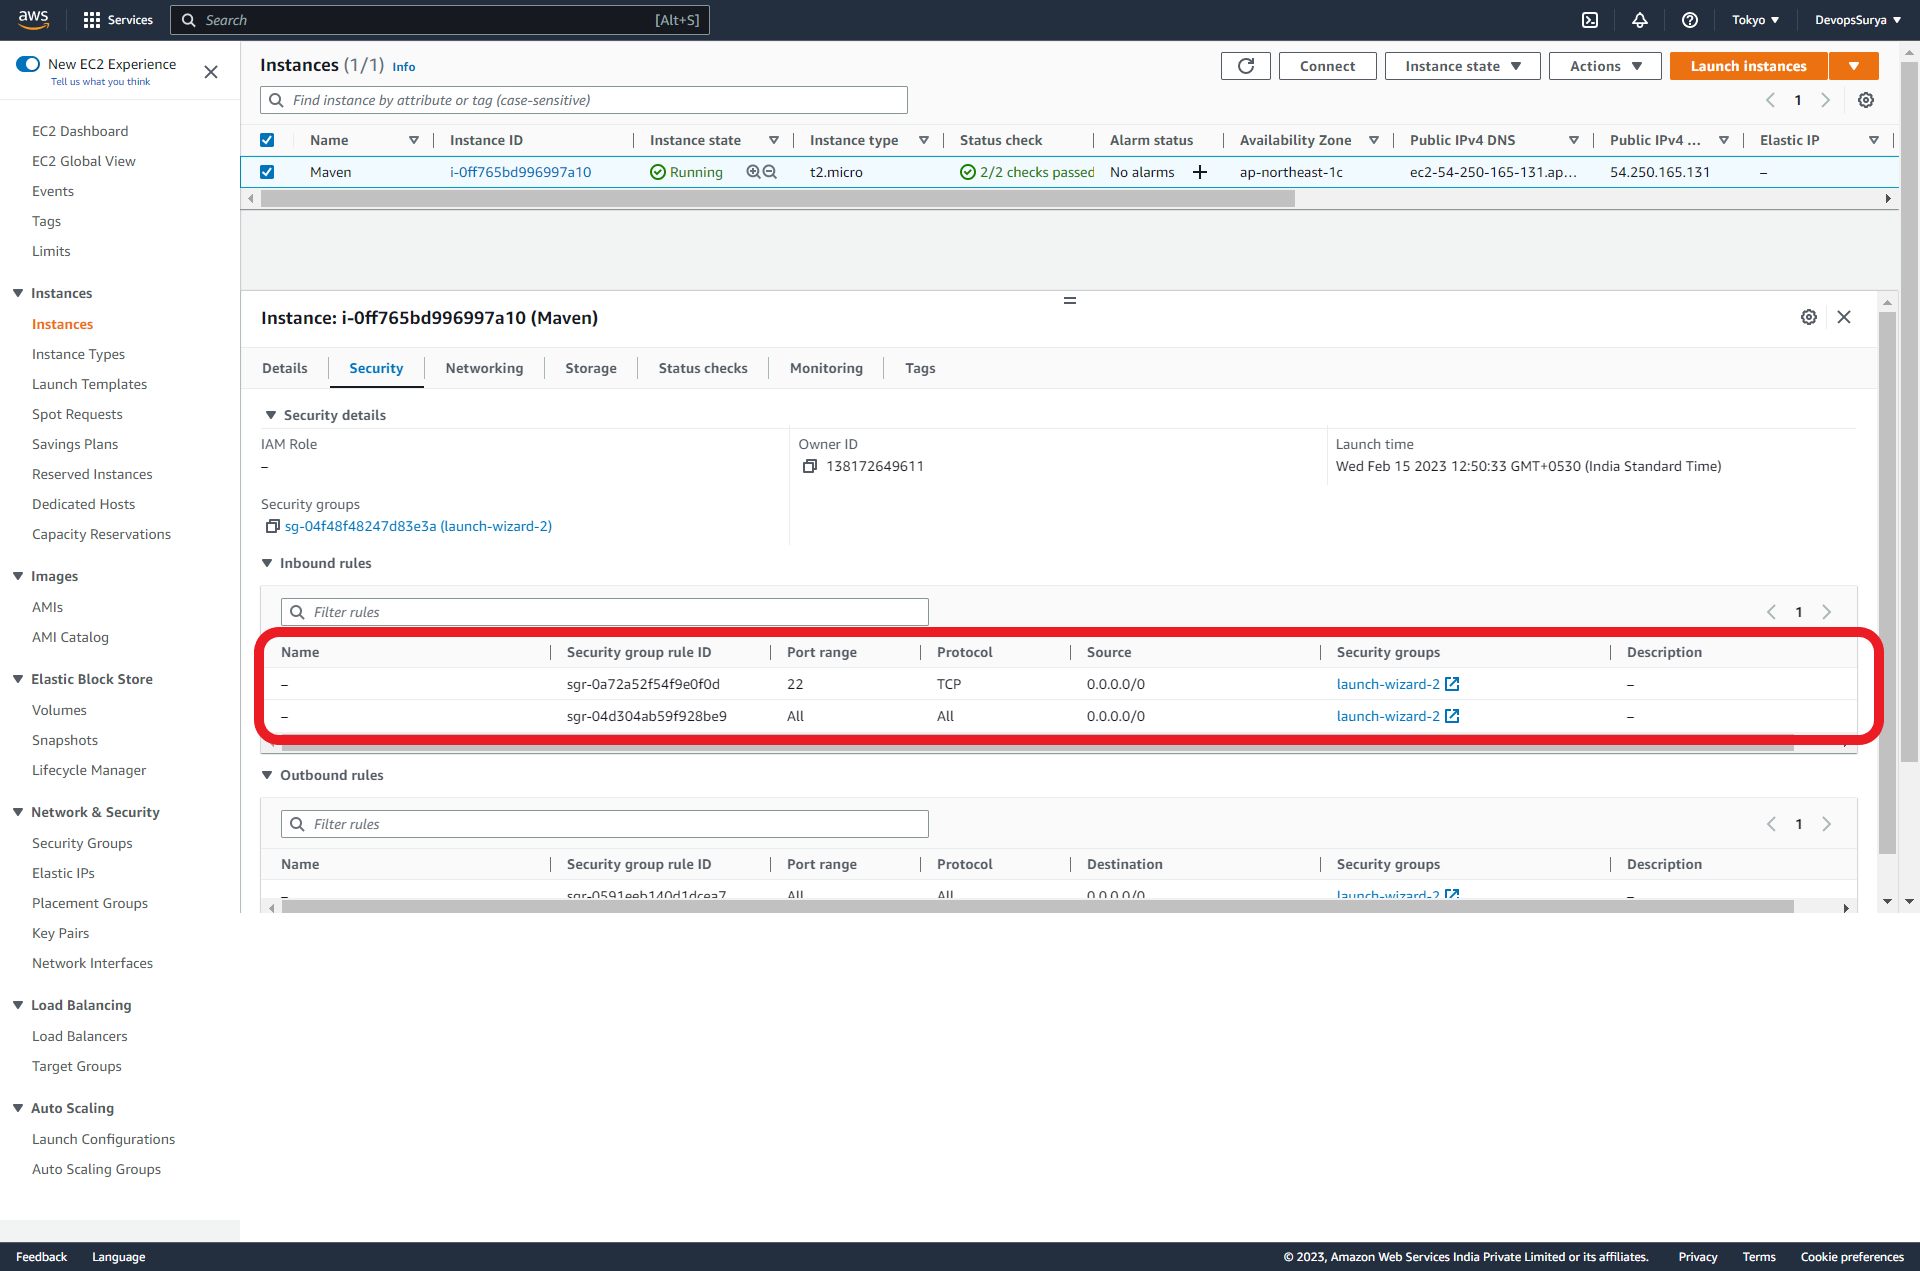 aws Services Search [Alt+S] Tokyo ▼ DevopsSurya ▼
New EC2 Experience
Tell us what you think
EC2 Dashboard
EC2 Global View
Events
Tags
Limits
Instances
Instances
Instance Types
Launch Templates
Spot Requests
Savings Plans
Reserved Instances
Dedicated Hosts
Capacity Reservations
Images
AMIs
AMI Catalog
Elastic Block Store
Volumes
Snapshots
Lifecycle Manager
Network & Security
Security Groups
Elastic IPs
Placement Groups
Key Pairs
Network Interfaces
Load Balancing
Load Balancers
Target Groups
Auto Scaling
Launch Configurations
Auto Scaling Groups
Instances (1/1) Info Connect Instance state Actions Launch instances
Find instance by attribute or tag (case-sensitive) 1
Name Instance ID Instance state Instance type Status check Alarm status Availability Zone Public IPv4 DNS Public IPv4 ... Elastic IP
Maven i-0ff765bd996997a10 Running t2.micro 2/2 checks passed No alarms + ap-northeast-1c ec2-54-250-165-131.ap... 54.250.165.131 –
Instance: i-0ff765bd996997a10 (Maven)
Details Security Networking Storage Status checks Monitoring Tags
Security details
IAM Role Owner ID Launch time
– 138172649611 Wed Feb 15 2023 12:50:33 GMT+0530 (India Standard Time)
Security groups
sg-04f48f48247d83e3a (launch-wizard-2)
Inbound rules
Filter rules 1
Name Security group rule ID Port range Protocol Source Security groups Description
– sgr-0a72a52f54f9e0f0d 22 TCP 0.0.0.0/0 launch-wizard-2 –
– sgr-04d304ab59f928be9 All All 0.0.0.0/0 launch-wizard-2 –
Outbound rules
Filter rules 1
Name Security group rule ID Port range Protocol Destination Security groups Description
– sgr-0591eeb140d1dcea7 All All 0.0.0.0/0 launch-wizard-2 –
Feedback Language © 2023, Amazon Web Services India Private Limited or its affiliates. Privacy Terms Cookie preferences